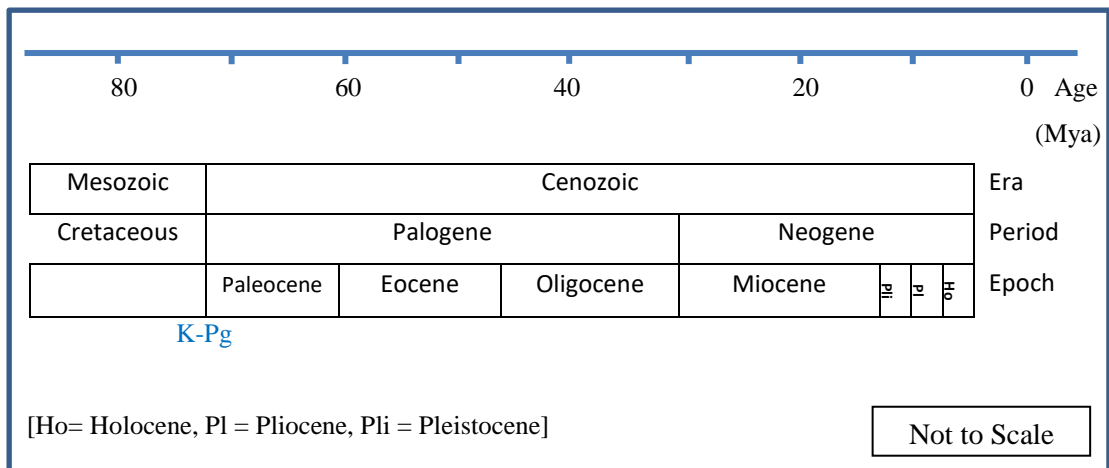 80 60 40 20 0 Age
(Mya)
Mesozoic Cenozoic Era
Cretaceous Palogene Neogene Period
Paleocene Eocene Oligocene Miocene Pli Pl Ho Epoch
K-Pg
[Ho= Holocene, Pl = Pliocene, Pli = Pleistocene]
Not to Scale